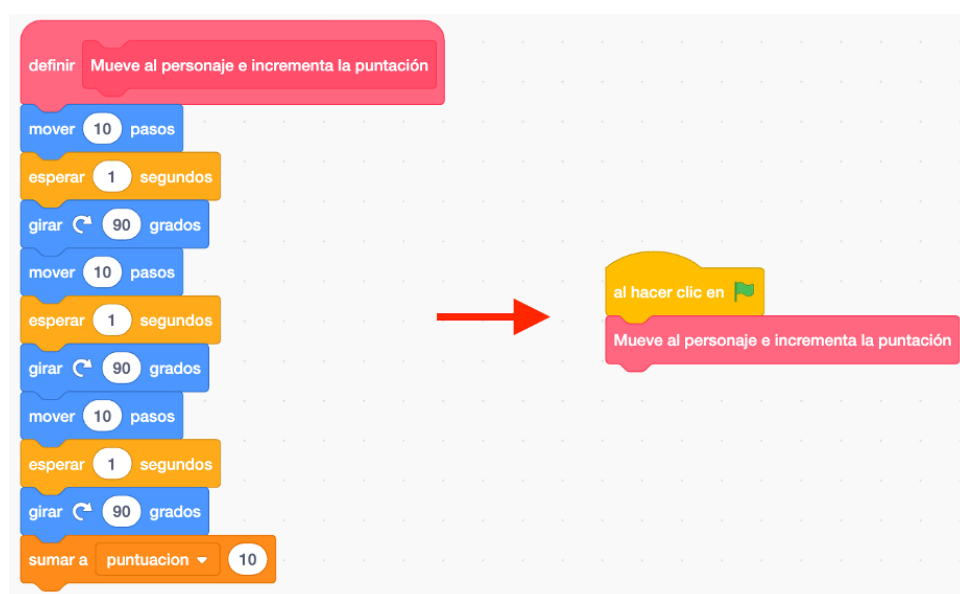 definir Mueve al personaje e incrementa la puntación
mover 10 pasos
esperar 1 segundos
girar 90 grados
mover 10 pasos
esperar 1 segundos
girar 90 grados
mover 10 pasos
esperar 1 segundos
girar 90 grados
sumar a puntuacion 10
al hacer clic en
Mueve al personaje e incrementa la puntación